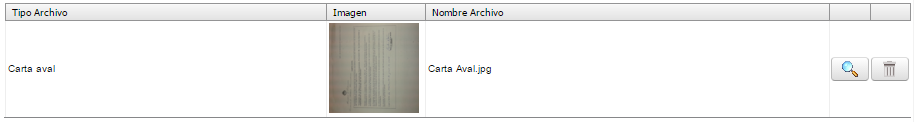 Tipo Archivo Imagen Nombre Archivo
Carta aval Carta Aval.jpg